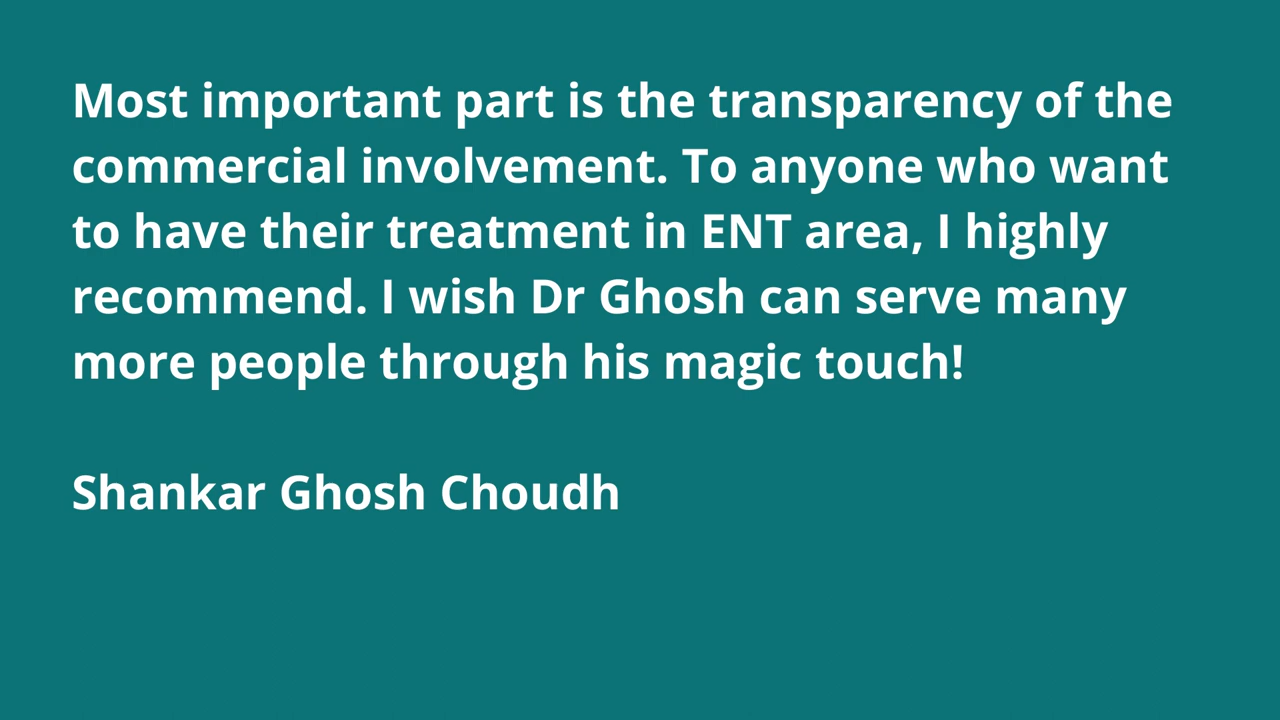 Most important part is the transparency of the
commercial involvement. To anyone who want
to have their treatment in ENT area, I highly
recommend. I wish Dr Ghosh can serve many
more people through his magic touch!
Shankar Ghosh Choudh